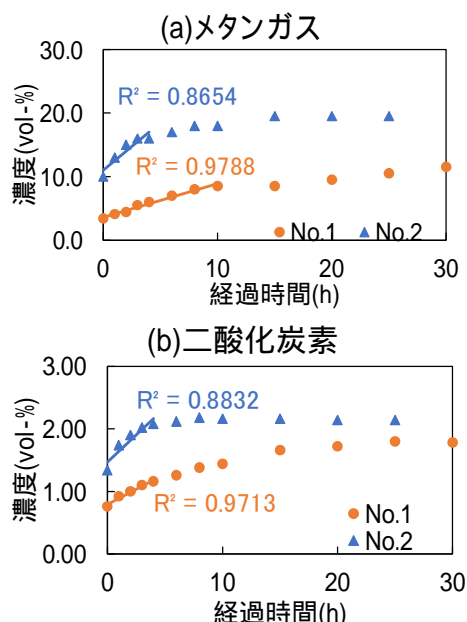 (a)メタンガス
濃度(vol-%)
30.0
20.0
10.0
0.0
R² = 0.8654
R² = 0.9788
No.1
No.2
0 10 20 30
経過時間(h)
(b)二酸化炭素
濃度(vol-%)
3.00
2.00
1.00
0.00
R² = 0.8832
R² = 0.9713
No.1
No.2
0 10 20 30
経過時間(h)